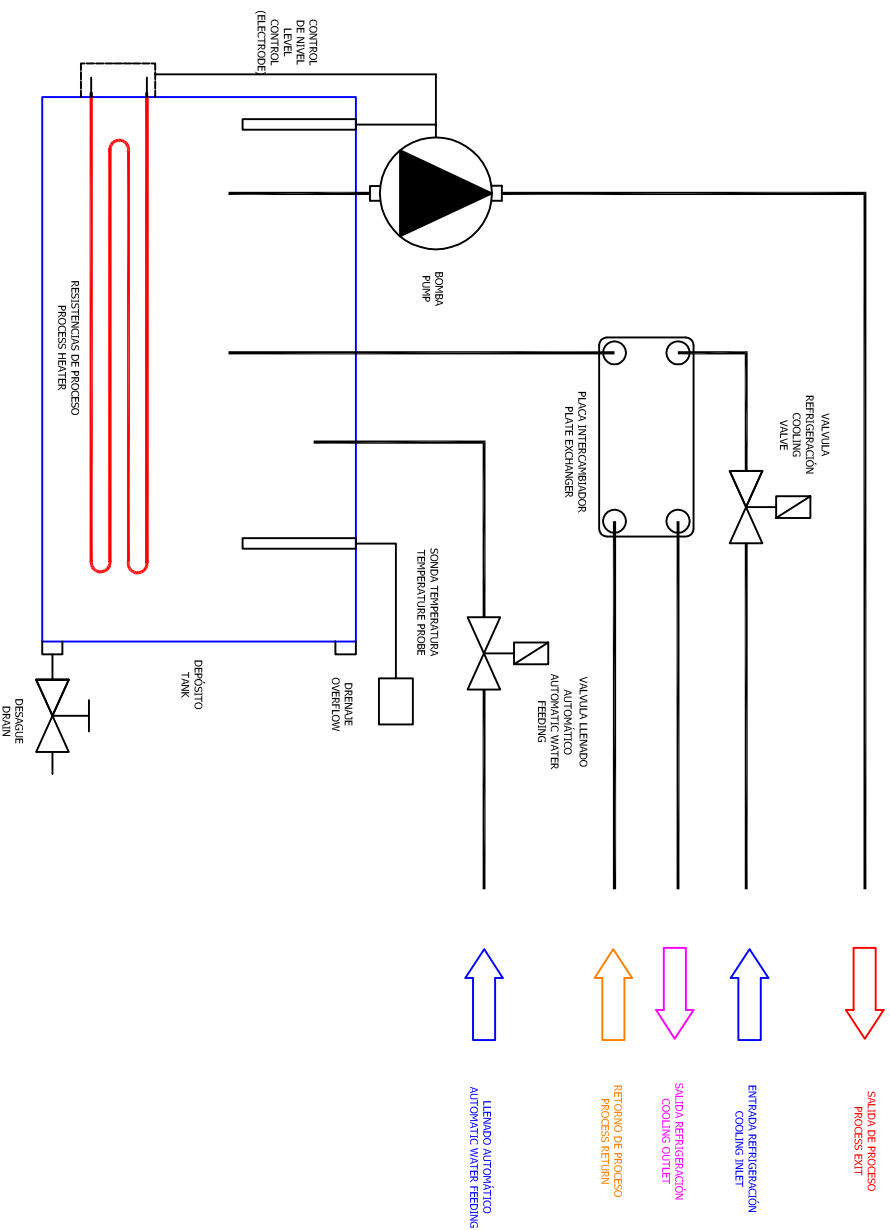 SALIDA DE PROCESO
PROCESS EXIT
ENTRADA REFRIGERACIÓN
COOLING INLET
SALIDA REFRIGERACIÓN
COOLING OUTLET
RETORNO DE PROCESO
PROCESS RETURN
LLENADO AUTOMÁTICO
AUTOMATIC WATER FEEDING
VALVULA
REFRIGERACIÓN
COOLING
VALVE
PLACA INTERCAMBIADOR
PLATE EXCHANGER
VALVULA LLENADO
AUTOMÁTICO
AUTOMATIC WATER
FEEDING
BOMBA
PUMP
SONDA TEMPERATURA
TEMPERATURE PROBE
CONTROL
DE NIVEL
LEVEL
CONTROL
(ELECTRODE)
DRENAJE
OVERFLOW
DEPÓSITO
TANK
RESISTENCIAS DE PROCESO
PROCESS HEATER
DESAGUE
DRAIN